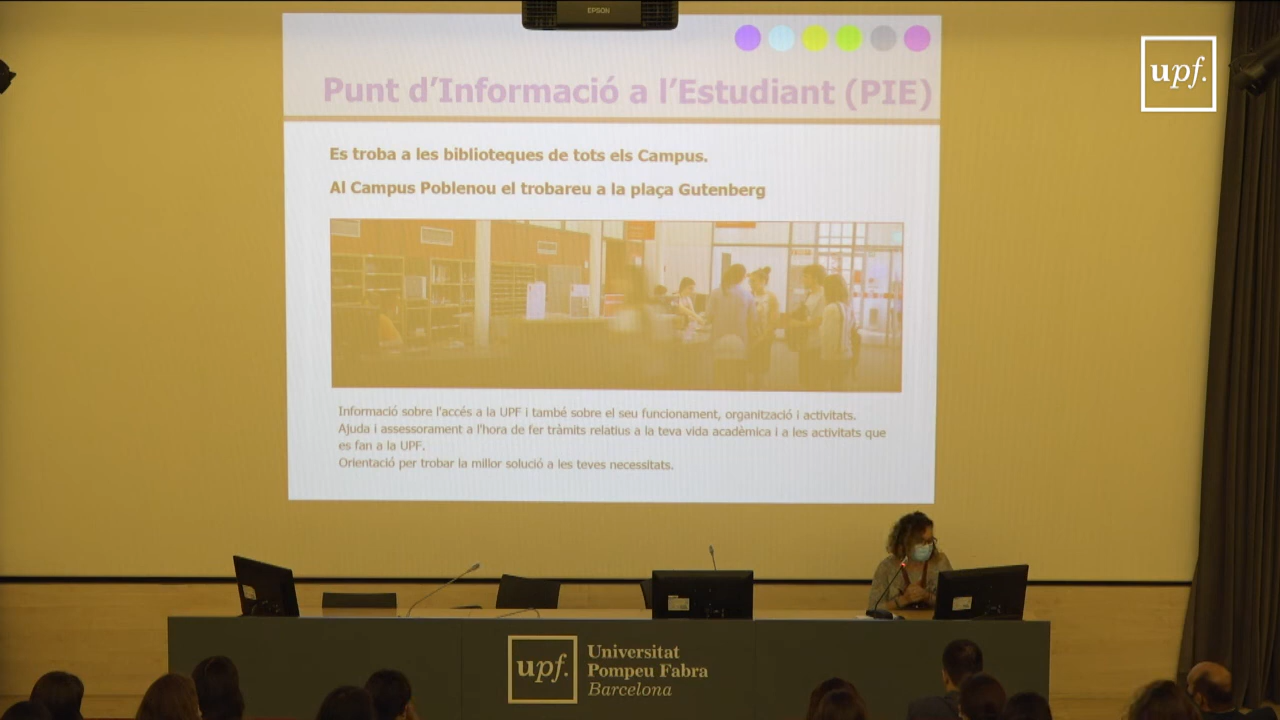 EPSON
upf.
Punt d'Informació a l'Estudiant (PIE)
Es troba a les biblioteques de tots els Campus.
Al Campus Poblenou el trobareu a la plaça Gutenberg
Informació sobre l'accés a la UPF i també sobre el seu funcionament, organització i activitats.
Ajuda i assessorament a l'hora de fer tràmits relatius a la teva vida acadèmica i a les activitats que
es fan a la UPF.
Orientació per trobar la millor solució a les teves necessitats.
upf.
Universitat
Pompeu Fabra
Barcelona